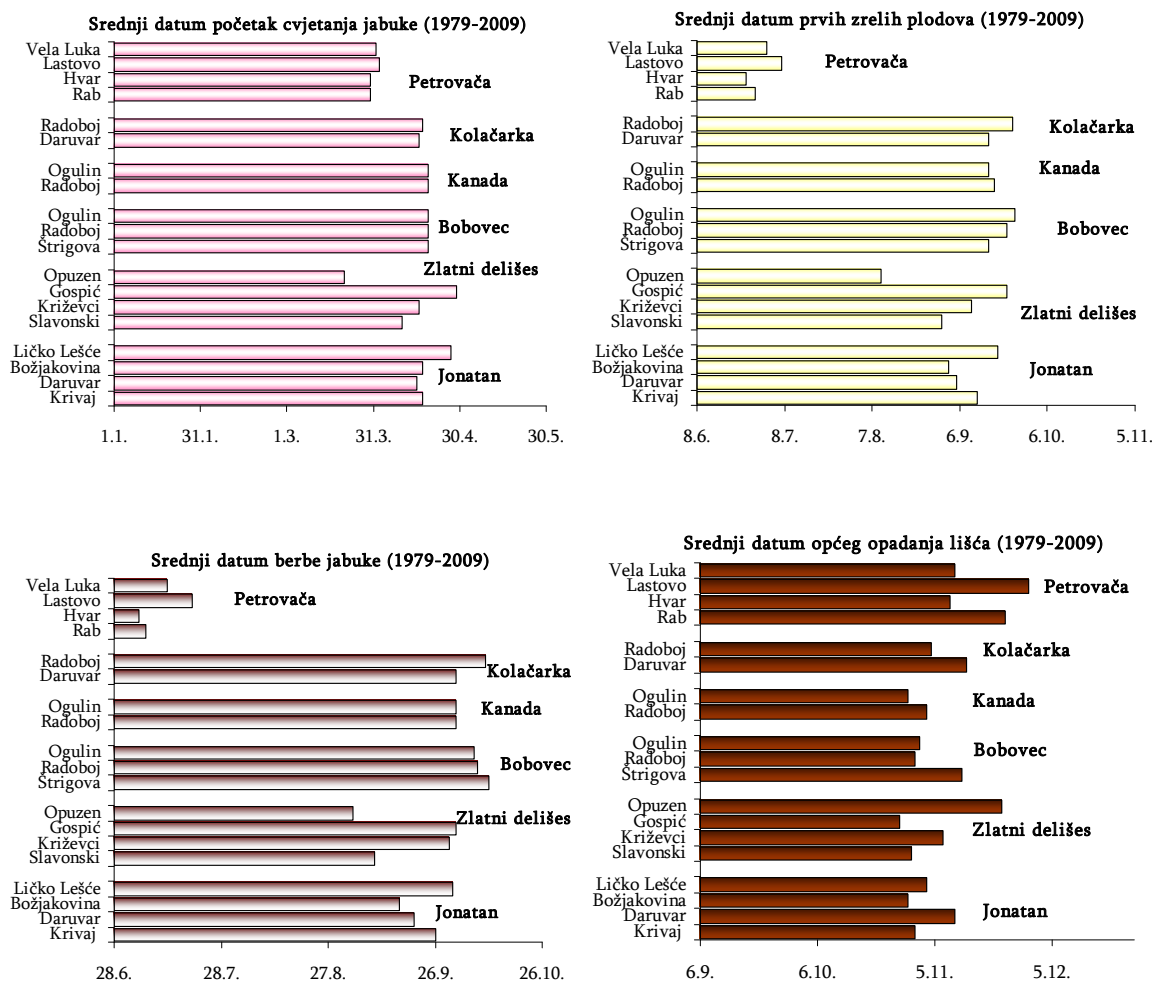 Srednji datum početak cvjetanja jabuke (1979-2009)
Vela Luka
Lastovo
Hvar
Rab
Petrovača
Radoboj
Daruvar
Kolačarka
Ogulin
Radoboj
Kanada
Ogulin
Radoboj
Štrigova
Bobovec
Opuzen
Gospić
Križevci
Slavonski
Zlatni delišes
Ličko Lešće
Božjakovina
Daruvar
Krivaj
Jonatan
1.1. 31.1. 1.3. 31.3. 30.4. 30.5.
Srednji datum prvih zrelih plodova (1979-2009)
Vela Luka
Lastovo
Hvar
Rab
Petrovača
Radoboj
Daruvar
Kolačarka
Ogulin
Radoboj
Kanada
Ogulin
Radoboj
Štrigova
Bobovec
Opuzen
Gospić
Križevci
Slavonski
Zlatni delišes
Ličko Lešće
Božjakovina
Daruvar
Krivaj
Jonatan
8.6. 8.7. 7.8. 6.9. 6.10. 5.11.
Srednji datum berbe jabuke (1979-2009)
Vela Luka
Lastovo
Hvar
Rab
Petrovača
Radoboj
Daruvar
Kolačarka
Ogulin
Radoboj
Kanada
Ogulin
Radoboj
Štrigova
Bobovec
Opuzen
Gospić
Križevci
Slavonski
Zlatni delišes
Ličko Lešće
Božjakovina
Daruvar
Krivaj
Jonatan
28.6. 28.7. 27.8. 26.9. 26.10.
Srednji datum općeg opadanja lišća (1979-2009)
Vela Luka
Lastovo
Hvar
Rab
Petrovača
Radoboj
Daruvar
Kolačarka
Ogulin
Radoboj
Kanada
Ogulin
Radoboj
Štrigova
Bobovec
Opuzen
Gospić
Križevci
Slavonski
Zlatni delišes
Ličko Lešće
Božjakovina
Daruvar
Krivaj
Jonatan
6.9. 6.10. 5.11. 5.12.